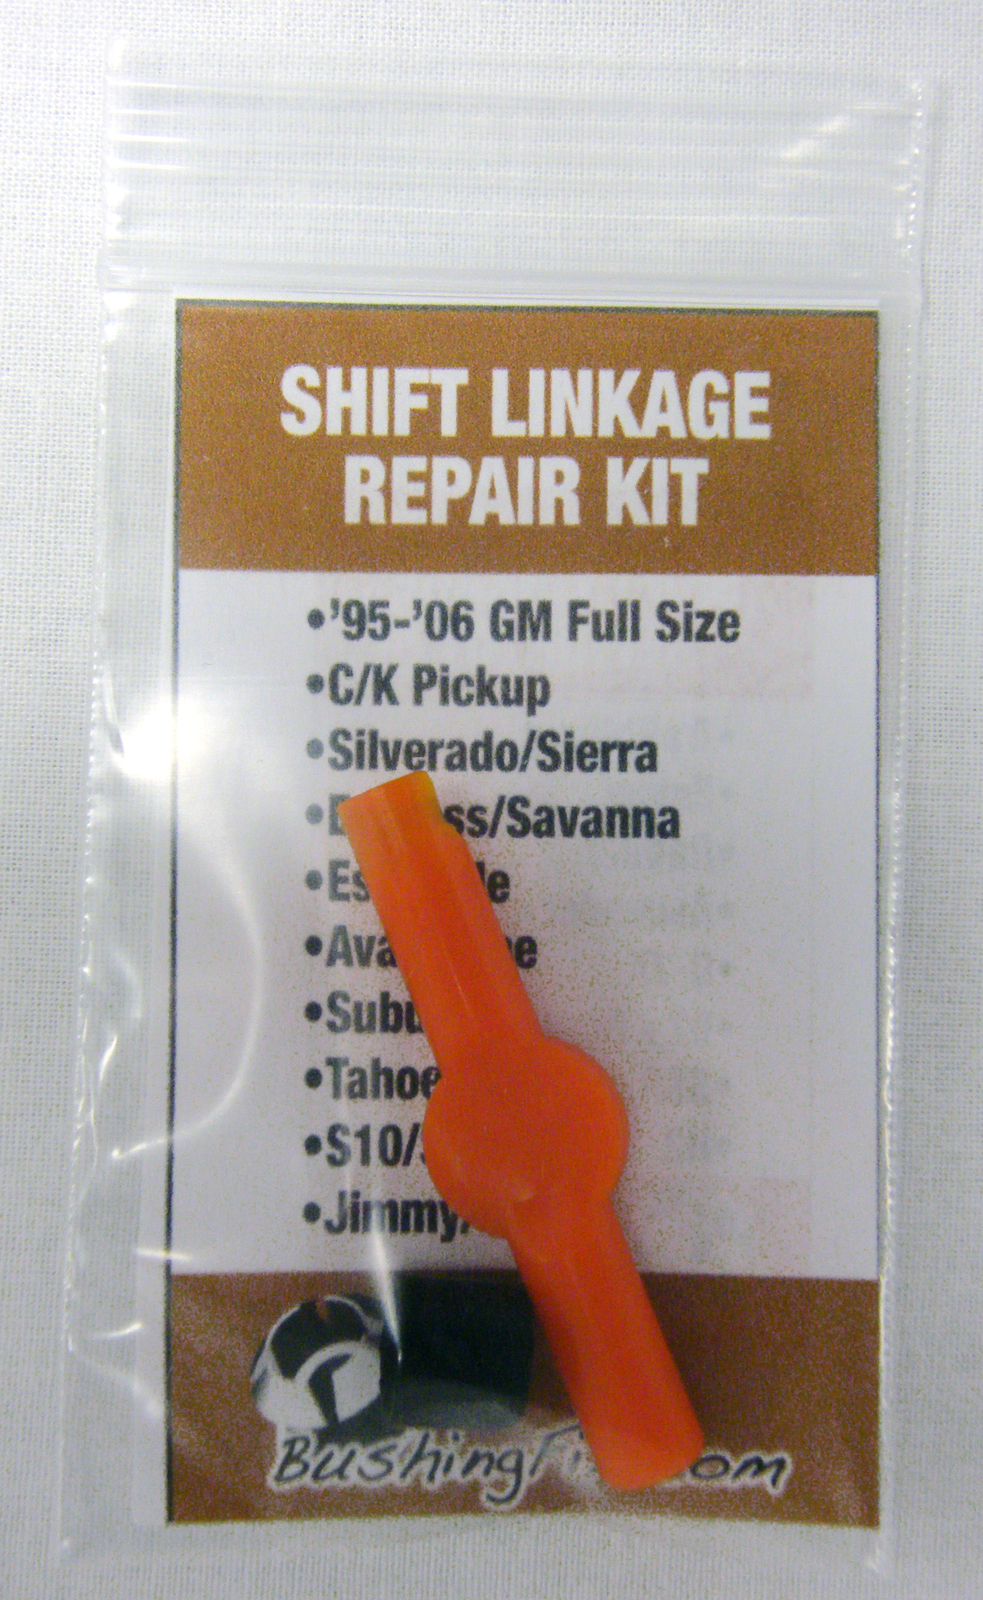 SHIFT LINKAGE
REPAIR KIT
•’95-’06 GM Full Size
•C/K Pickup
•Silverado/Sierra
•/Savanna
•
•
•
•Tahoe
•S10/
•Jimmy/